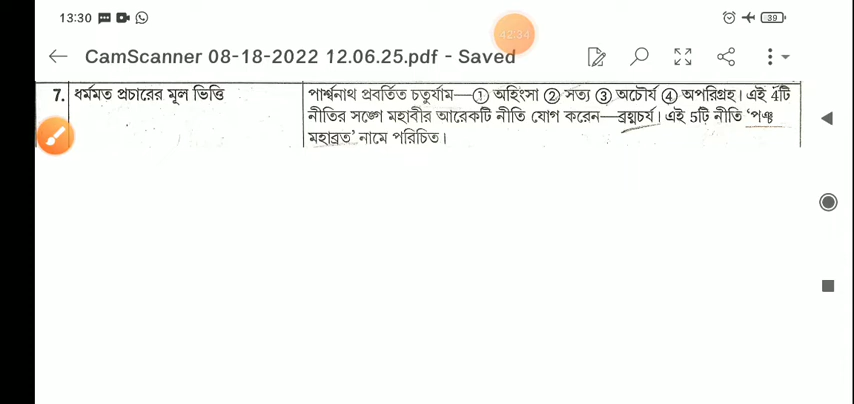 13:30
39
42:34
CamScanner 08-18-2022 12.06.25.pdf - Saved
7. ধর্মমত প্রচারের মূল ভিত্তি
পার্শ্বনাথ প্রবর্তিত চতুর্যাম—① অহিংসা ② সত্য ③ অচৌর্য ④ অপরিগ্রহ। এই 4টি
নীতির সঙ্গে মহাবীর আরেকটি নীতি যোগ করেন—ব্রহ্মচর্য। এই 5টি নীতি ‘পঞ্চ
মহাব্রত’ নামে পরিচিত।